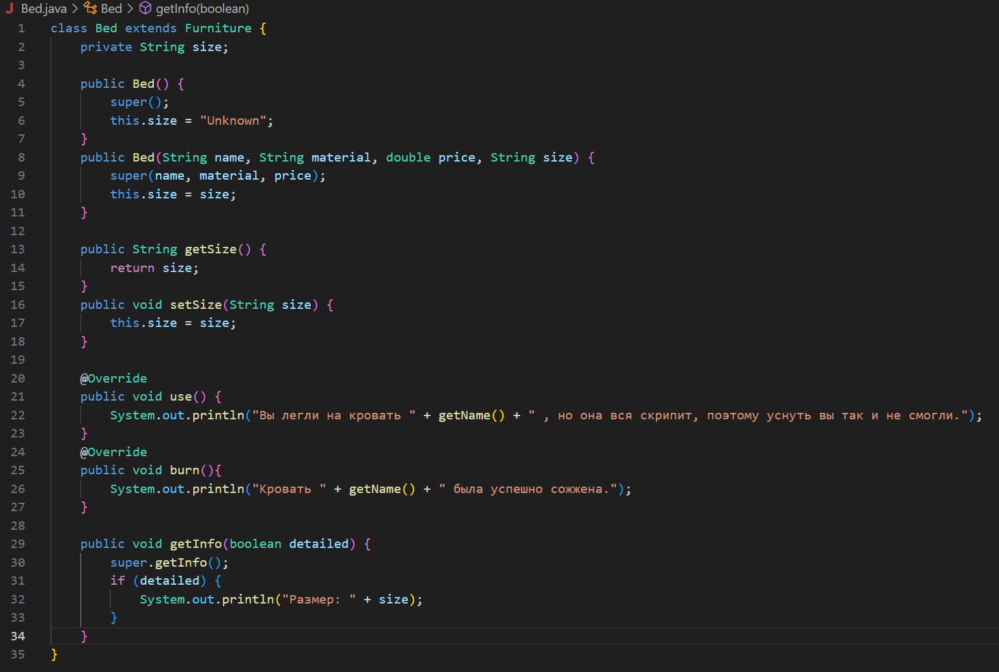 J Bed.java > Bed > getInfo(boolean)
1 class Bed extends Furniture {
2     private String size;
3
4     public Bed() {
5         super();
6         this.size = "Unknown";
7     }
8     public Bed(String name, String material, double price, String size) {
9         super(name, material, price);
10         this.size = size;
11     }
12
13     public String getSize() {
14         return size;
15     }
16     public void setSize(String size) {
17         this.size = size;
18     }
19
20     @Override
21     public void use() {
22         System.out.println("Вы легли на кровать " + getName() + " , но она вся скрипит, поэтому уснуть вы так и не смогли.");
23     }
24     @Override
25     public void burn(){
26         System.out.println("Кровать " + getName() + " была успешно сожжена.");
27     }
28
29     public void getInfo(boolean detailed) {
30         super.getInfo();
31         if (detailed) {
32             System.out.println("Размер: " + size);
33         }
34     }
35 }